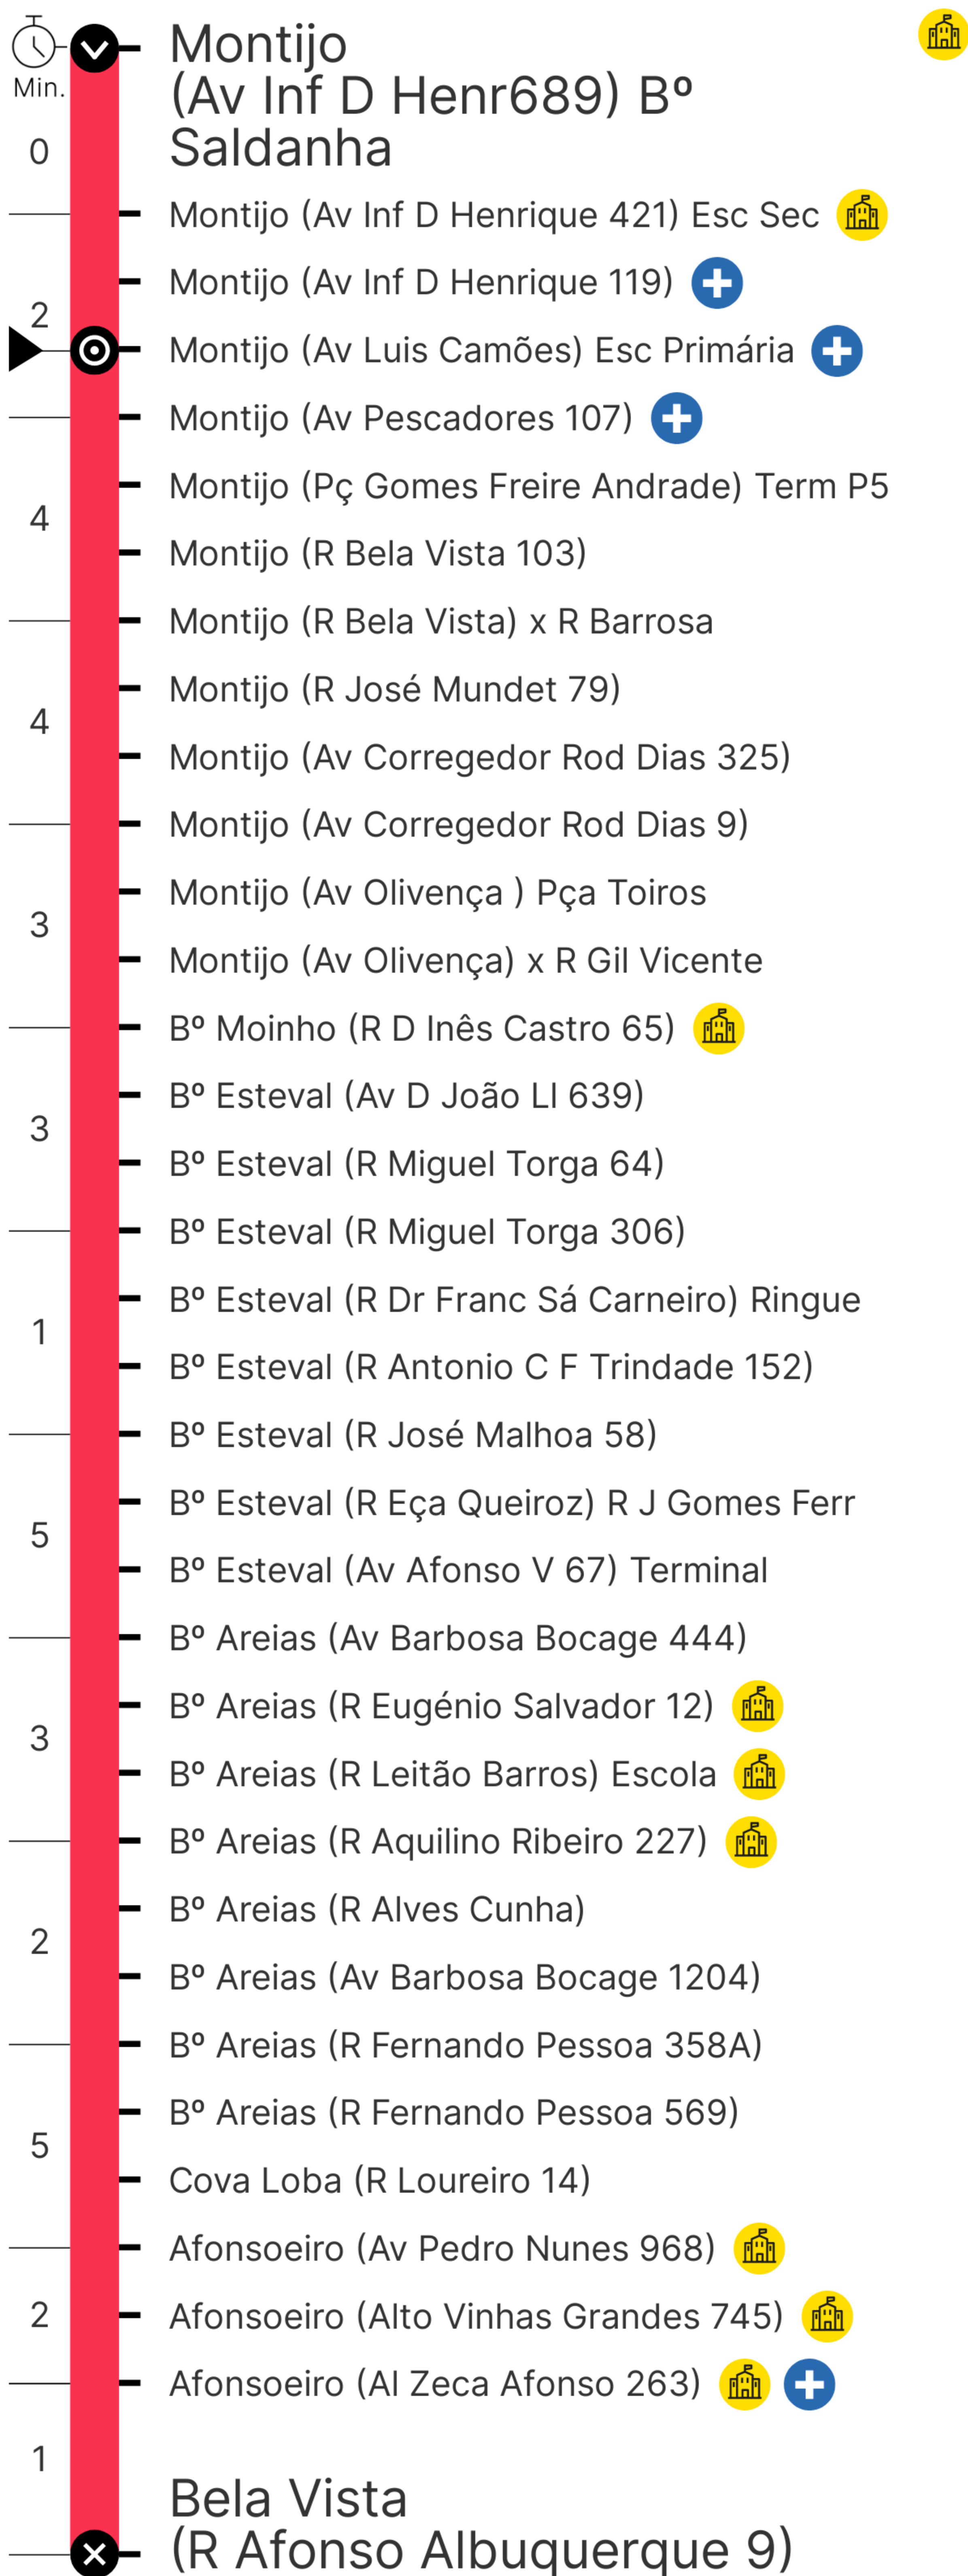 Montijo
Min.
(Av Inf D Henr689) Bº
0
Saldanha
Montijo (Av Inf D Henrique 421) Esc Sec
Montijo (Av Inf D Henrique 119)
2
Montijo (Av Luis Camões) Esc Primária
Montijo (Av Pescadores 107)
Montijo (Pç Gomes Freire Andrade) Term P5
4
Montijo (R Bela Vista 103)
Montijo (R Bela Vista) x R Barrosa
Montijo (R José Mundet 79)
4
Montijo (Av Corregedor Rod Dias 325)
Montijo (Av Corregedor Rod Dias 9)
Montijo (Av Olivença ) Pça Toiros
3
Montijo (Av Olivença) x R Gil Vicente
Bº Moinho (R D Inês Castro 65)
Bº Esteval (Av D João Ll 639)
3
Bº Esteval (R Miguel Torga 64)
Bº Esteval (R Miguel Torga 306)
Bº Esteval (R Dr Franc Sá Carneiro) Ringue
1
Bº Esteval (R Antonio C F Trindade 152)
Bº Esteval (R José Malhoa 58)
Bº Esteval (R Eça Queiroz) R J Gomes Ferr
5
Bº Esteval (Av Afonso V 67) Terminal
Bº Areias (Av Barbosa Bocage 444)
Bº Areias (R Eugénio Salvador 12)
3
Bº Areias (R Leitão Barros) Escola
Bº Areias (R Aquilino Ribeiro 227)
Bº Areias (R Alves Cunha)
2
Bº Areias (Av Barbosa Bocage 1204)
Bº Areias (R Fernando Pessoa 358A)
Bº Areias (R Fernando Pessoa 569)
5
Cova Loba (R Loureiro 14)
Afonsoeiro (Av Pedro Nunes 968)
2
Afonsoeiro (Alto Vinhas Grandes 745)
Afonsoeiro (Al Zeca Afonso 263)
1
Bela Vista
(R Afonso Albuquerque 9)